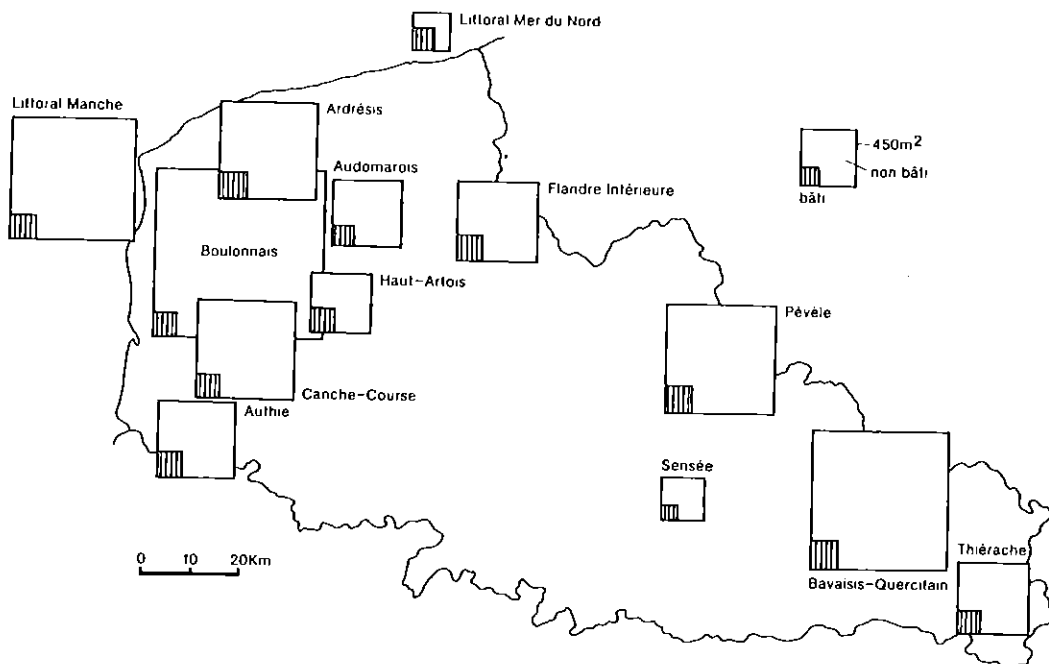 Littoral Mer du Nord
Littoral Manche
Ardrésis
Audomarois
Flandre Intérieure
450m²
non bâti
bâti
Boulonnais
Haut-Artois
Pévèle
Canche-Course
Authie
Sensée
Thiérache
Bavaisis-Quercitain
0 10 20Km